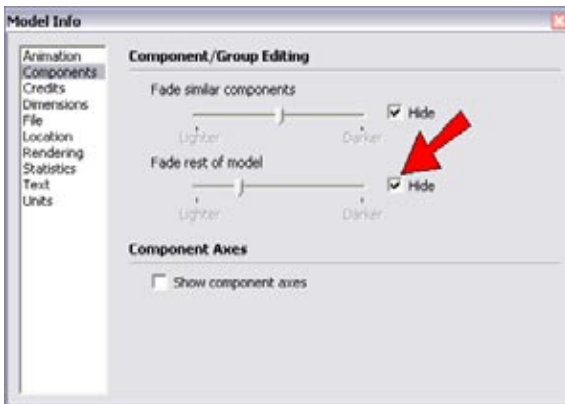 Model Info
Animation
Components
Credits
Dimensions
File
Location
Rendering
Statistics
Text
Units
Component/Group Editing
Fade similar components
Hide
Lighter Darker
Fade rest of model
Hide
Lighter Darker
Component Axes
Show component axes